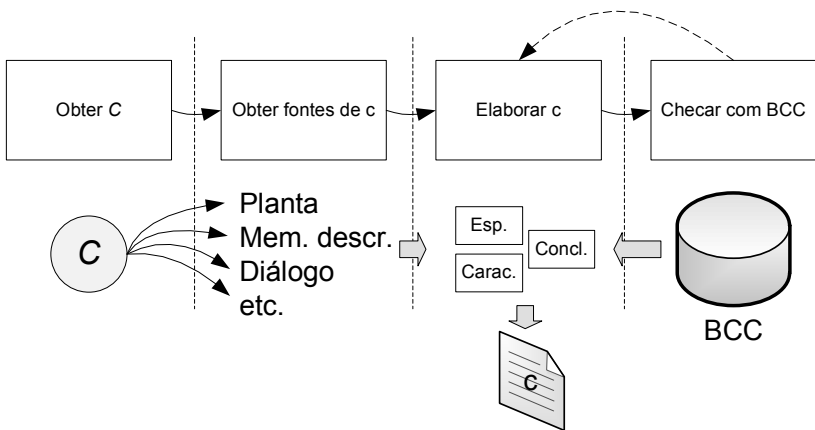 Obter C
Obter fontes de c
Elaborar c
Checar com BCC
C
Planta
Mem. descr.
Diálogo
etc.
Esp.
Concl.
Carac.
BCC
C